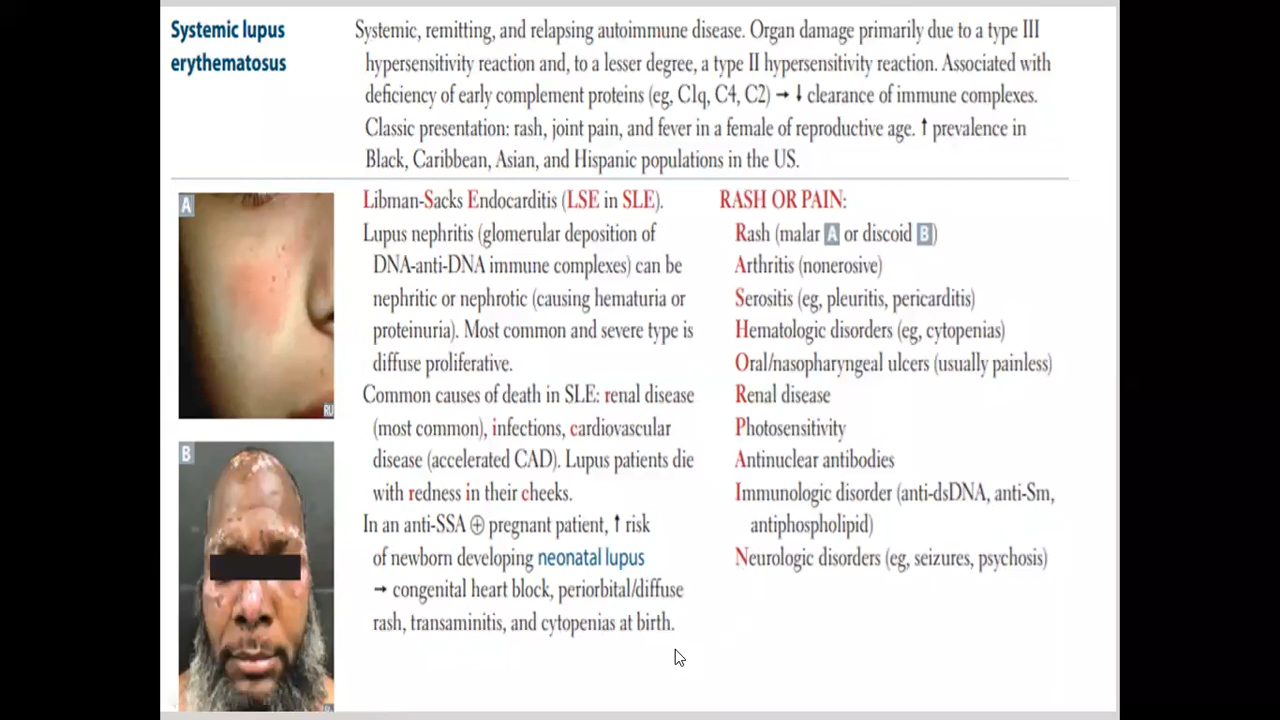 Systemic lupus
erythematosus
Systemic, remitting, and relapsing autoimmune disease. Organ damage primarily due to a type III
hypersensitivity reaction and, to a lesser degree, a type II hypersensitivity reaction. Associated with
deficiency of early complement proteins (eg, C1q, C4, C2) → ↓ clearance of immune complexes.
Classic presentation: rash, joint pain, and fever in a female of reproductive age. ↑ prevalence in
Black, Caribbean, Asian, and Hispanic populations in the US.
A
RU
B
Libman-Sacks Endocarditis (LSE in SLE).
Lupus nephritis (glomerular deposition of
DNA-anti-DNA immune complexes) can be
nephritic or nephrotic (causing hematuria or
proteinuria). Most common and severe type is
diffuse proliferative.
Common causes of death in SLE: renal disease
(most common), infections, cardiovascular
disease (accelerated CAD). Lupus patients die
with redness in their cheeks.
In an anti-SSA ⊕ pregnant patient, ↑ risk
of newborn developing neonatal lupus
→ congenital heart block, periorbital/diffuse
rash, transaminitis, and cytopenias at birth.
RASH OR PAIN:
Rash (malar A or discoid B)
Arthritis (nonerosive)
Serositis (eg, pleuritis, pericarditis)
Hematologic disorders (eg, cytopenias)
Oral/nasopharyngeal ulcers (usually painless)
Renal disease
Photosensitivity
Antinuclear antibodies
Immunologic disorder (anti-dsDNA, anti-Sm,
antiphospholipid)
Neurologic disorders (eg, seizures, psychosis)